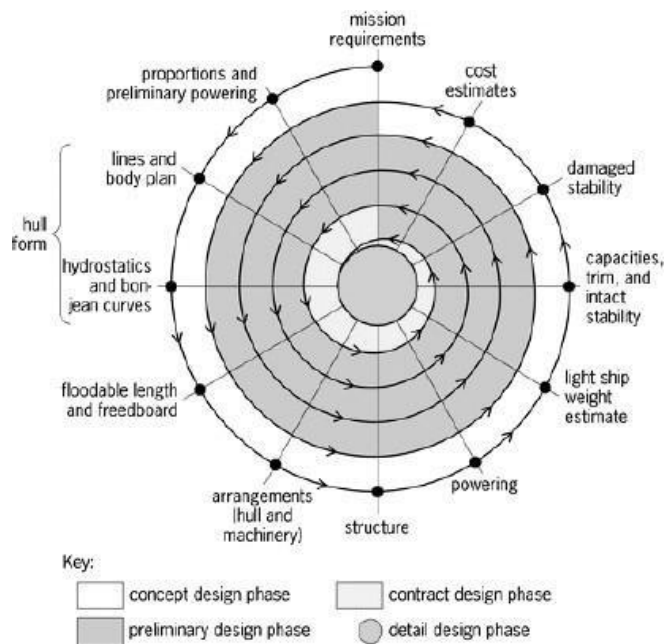 mission
requirements
cost
estimates
damaged
stability
capacities,
trim, and
intact
stability
light ship
weight
estimate
powering
structure
arrangements
(hull and
machinery)
floodable length
and freedboard
hydrostatics
and bon-
jean curves
lines and
body plan
hull
form
proportions and
preliminary powering
Key:
concept design phase
contract design phase
preliminary design phase
detail design phase